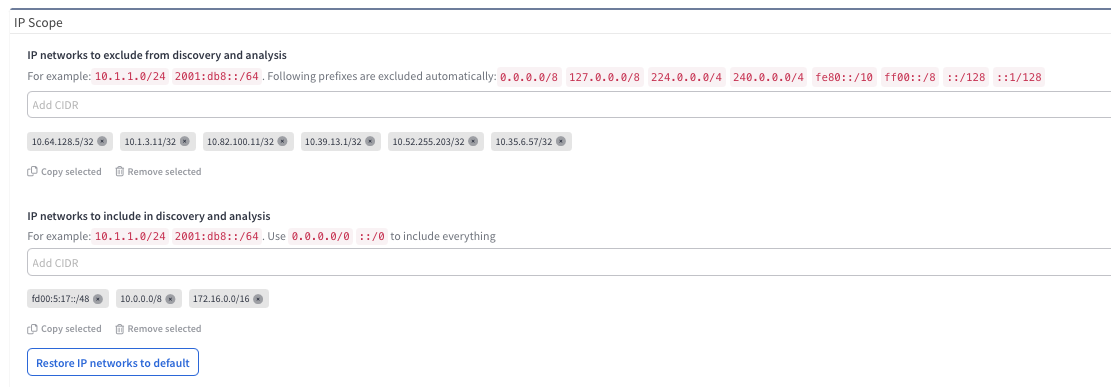 IP Scope
IP networks to exclude from discovery and analysis
For example: 10.1.1.0/24 2001:db8::/64 . Following prefixes are excluded automatically: 0.0.0.0/8 127.0.0.0/8 224.0.0.0/4 240.0.0.0/4 fe80::/10 ff00::/8 ::/128 ::1/128
Add CIDR
10.64.128.5/32 10.1.3.11/32 10.82.100.11/32 10.39.13.1/32 10.52.255.203/32 10.35.6.57/32
Copy selected Remove selected
IP networks to include in discovery and analysis
For example: 10.1.1.0/24 2001:db8::/64 . Use 0.0.0.0/0 ::/0 to include everything
Add CIDR
fd00:5:17::/48 10.0.0.0/8 172.16.0.0/16
Copy selected Remove selected
Restore IP networks to default